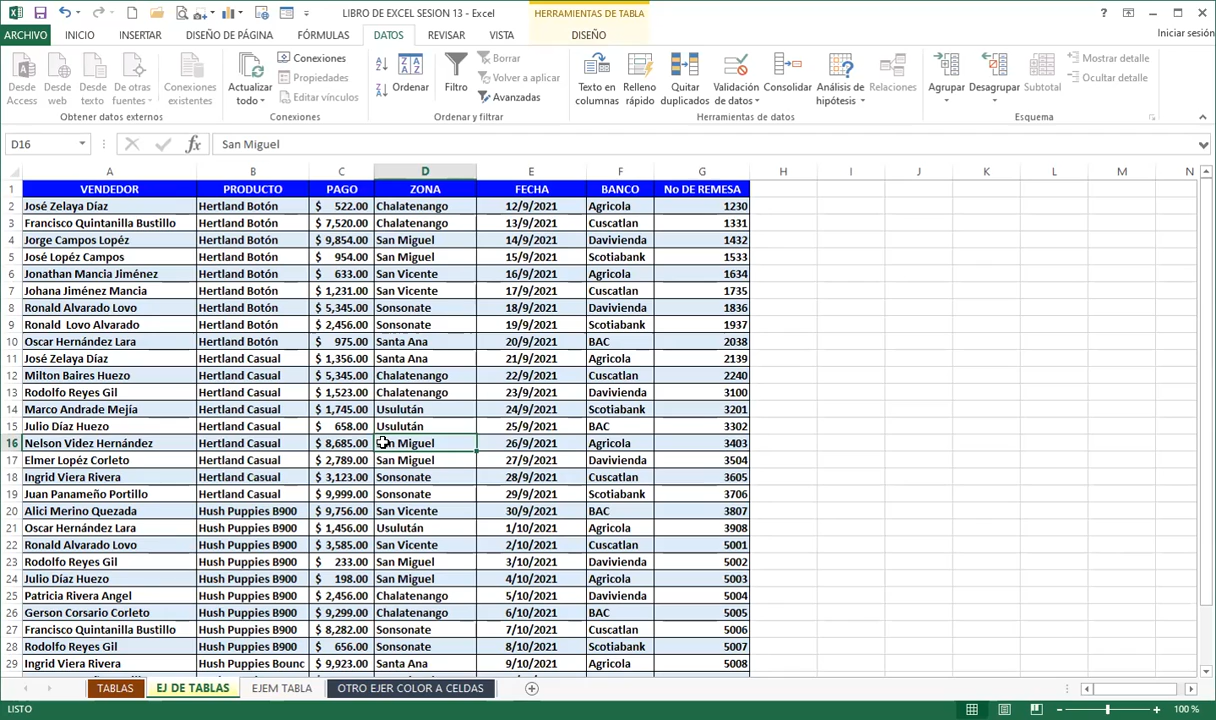 LIBRO DE EXCEL SESION 13 - Excel
HERRAMIENTAS DE TABLA
?
ARCHIVO INICIO INSERTAR DISEÑO DE PÁGINA FÓRMULAS DATOS REVISAR VISTA DISEÑO Iniciar sesión
Desde Access
Desde web
Desde texto
De otras fuentes
Conexiones existentes
Obtener datos externos
Actualizar todo
Conexiones
Propiedades
Editar vínculos
Conexiones
Ordenar
Filtro
Borrar
Volver a aplicar
Avanzadas
Ordenar y filtrar
Texto en columnas
Relleno rápido
Quitar duplicados
Validación de datos
Consolidar
Análisis de hipótesis
Relaciones
Herramientas de datos
Agrupar
Desagrupar
Subtotal
Mostrar detalle
Ocultar detalle
Esquema
D16 fx San Miguel
A B C D E F G H I J K L M N
1 VENDEDOR PRODUCTO PAGO ZONA FECHA BANCO No DE REMESA
2 José Zelaya Díaz Hertland Botón $ 522.00 Chalatenango 12/9/2021 Agricola 1230
3 Francisco Quintanilla Bustillo Hertland Botón $ 7,520.00 Chalatenango 13/9/2021 Cuscatlan 1331
4 Jorge Campos Lopéz Hertland Botón $ 9,854.00 San Miguel 14/9/2021 Davivienda 1432
5 José Lopéz Campos Hertland Botón $ 954.00 San Miguel 15/9/2021 Scotiabank 1533
6 Jonathan Mancia Jiménez Hertland Botón $ 633.00 San Vicente 16/9/2021 Agricola 1634
7 Johana Jiménez Mancia Hertland Botón $ 1,231.00 San Vicente 17/9/2021 Cuscatlan 1735
8 Ronald Alvarado Lovo Hertland Botón $ 5,345.00 Sonsonate 18/9/2021 Davivienda 1836
9 Ronald Lovo Alvarado Hertland Botón $ 2,456.00 Sonsonate 19/9/2021 Scotiabank 1937
10 Oscar Hernández Lara Hertland Botón $ 975.00 Santa Ana 20/9/2021 BAC 2038
11 José Zelaya Díaz Hertland Casual $ 1,356.00 Santa Ana 21/9/2021 Agricola 2139
12 Milton Baires Huezo Hertland Casual $ 5,345.00 Chalatenango 22/9/2021 Cuscatlan 2240
13 Rodolfo Reyes Gil Hertland Casual $ 1,523.00 Chalatenango 23/9/2021 Davivienda 3100
14 Marco Andrade Mejía Hertland Casual $ 1,745.00 Usulután 24/9/2021 Scotiabank 3201
15 Julio Díaz Huezo Hertland Casual $ 658.00 Usulután 25/9/2021 BAC 3302
16 Nelson Videz Hernández Hertland Casual $ 8,685.00 San Miguel 26/9/2021 Agricola 3403
17 Elmer Lopéz Corleto Hertland Casual $ 2,789.00 San Miguel 27/9/2021 Davivienda 3504
18 Ingrid Viera Rivera Hertland Casual $ 3,123.00 Sonsonate 28/9/2021 Cuscatlan 3605
19 Juan Panameño Portillo Hertland Casual $ 9,999.00 Sonsonate 29/9/2021 Scotiabank 3706
20 Alici Merino Quezada Hush Puppies B900 $ 9,756.00 San Vicente 30/9/2021 BAC 3807
21 Oscar Hernández Lara Hush Puppies B900 $ 1,456.00 Usulután 1/10/2021 Agricola 3908
22 Ronald Alvarado Lovo Hush Puppies B900 $ 3,585.00 San Vicente 2/10/2021 Cuscatlan 5001
23 Rodolfo Reyes Gil Hush Puppies B900 $ 233.00 San Miguel 3/10/2021 Davivienda 5002
24 Julio Díaz Huezo Hush Puppies B900 $ 198.00 San Miguel 4/10/2021 Agricola 5003
25 Patricia Rivera Angel Hush Puppies B900 $ 2,456.00 Chalatenango 5/10/2021 Davivienda 5004
26 Gerson Corsario Corleto Hush Puppies B900 $ 9,299.00 Chalatenango 6/10/2021 BAC 5005
27 Francisco Quintanilla Bustillo Hush Puppies B900 $ 8,282.00 Sonsonate 7/10/2021 Cuscatlan 5006
28 Rodolfo Reyes Gil Hush Puppies B900 $ 656.00 Sonsonate 8/10/2021 Scotiabank 5007
29 Ingrid Viera Rivera Hush Puppies Bounc $ 9,923.00 Santa Ana 9/10/2021 Agricola 5008
TABLAS EJ DE TABLAS EJEM TABLA OTRO EJER COLOR A CELDAS
LISTO 100 %